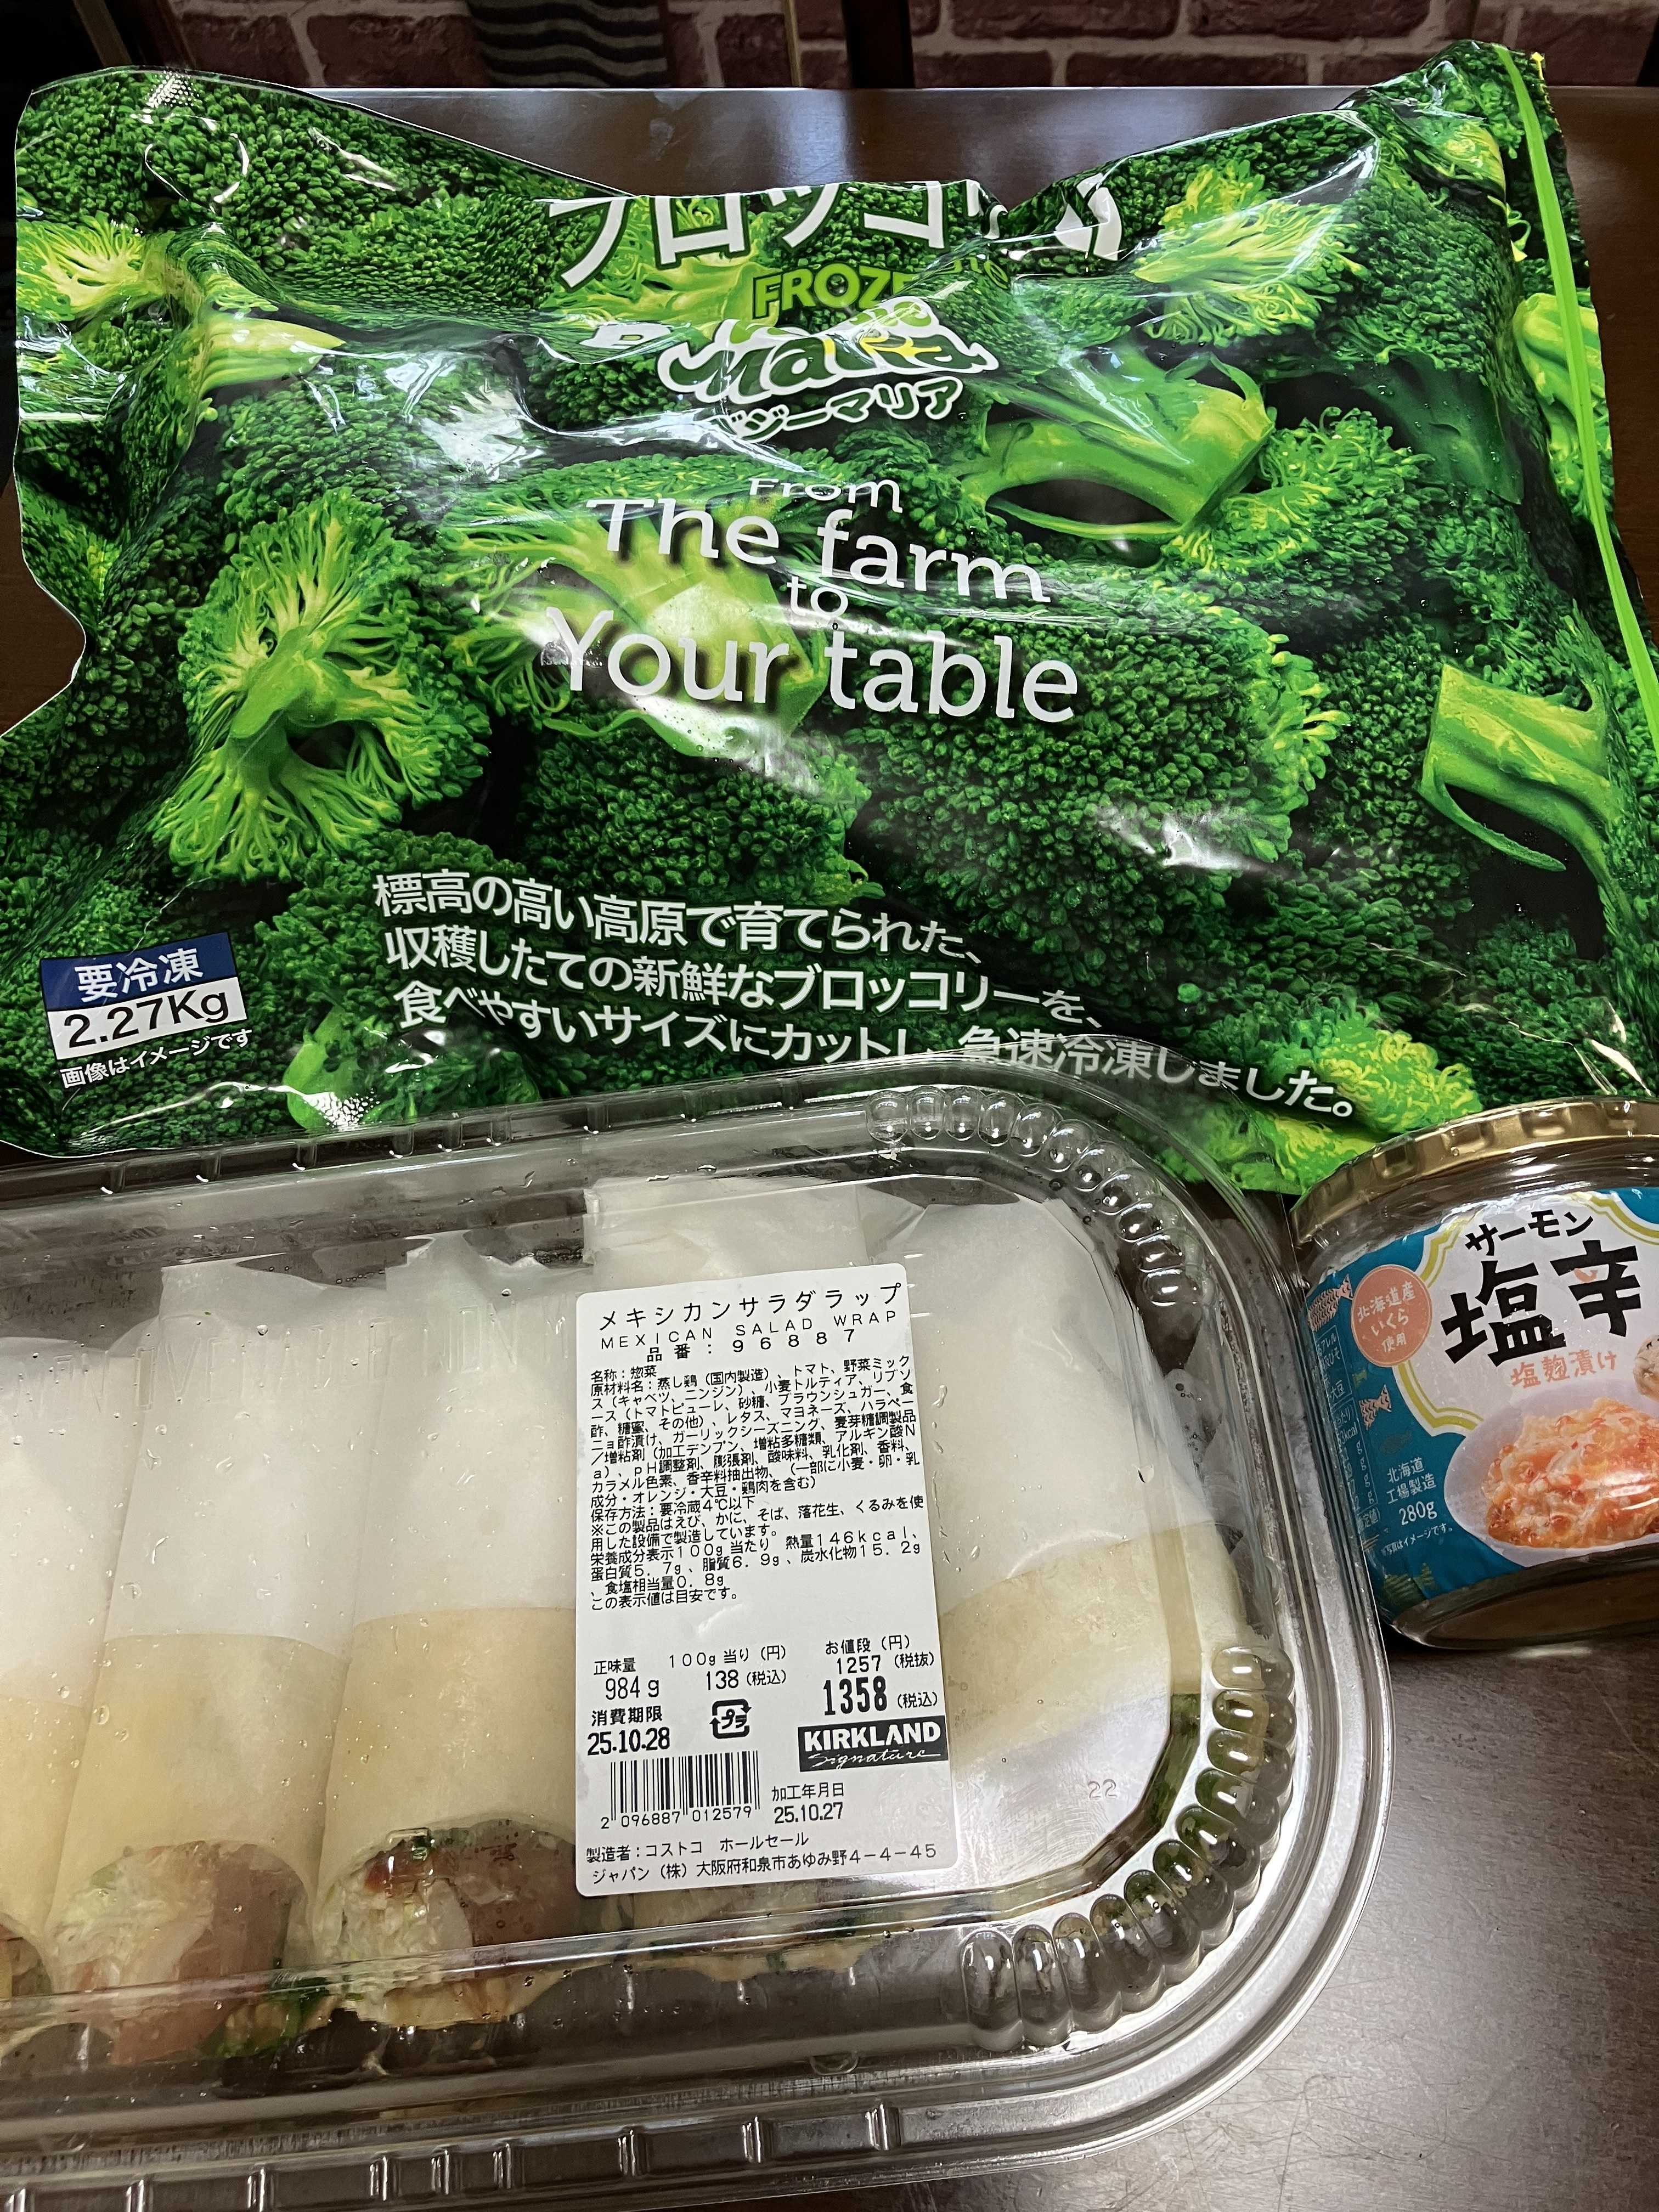 ブロッコリー
FROZEN
Maria
ベジーマリア
From
The farm
to
Your table
標高の高い高原で育てられた、
収穫したての新鮮なブロッコリーを、
食べやすいサイズにカットし、急速冷凍しました。
要冷凍
2.27Kg
画像はイメージです
メキシカンサラダラップ
MEXICAN SALAD WRAP
品番：96887
名称：惣菜
原材料名：蒸し鶏（国内製造）、トマト、野菜ミック
ス（キャベツ、ニンジン）、小麦トルティア、リブソ
ース（トマトピューレ、砂糖、ブラウンシュガー、食
酢、糖蜜、その他）、レタス、マヨネーズ、ハラペー
ニョ酢漬け、ガーリックシーズニング、麦芽糖調製品
／増粘剤（加工デンプン、増粘多糖類、アルギン酸N
a）、pH調整剤、膨張剤、酸味料、乳化剤、香料、
カラメル色素、香辛料抽出物、（一部に小麦・卵・乳
成分・オレンジ・大豆・鶏肉を含む）
保存方法：要冷蔵4℃以下
※この製品はえび、かに、そば、落花生、くるみを使
用した設備で製造しています。
栄養成分表示100g当たり 熱量146kcal、
蛋白質5.7g、脂質6.9g、炭水化物15.2g
、食塩相当量0.8g
この表示値は目安です。
正味量 100g当り（円） お値段（円）
984g 138（税込） 1257（税抜）
1358（税込）
消費期限
25.10.28
プラ
KIRKLAND
Signature
2 096887 012579
加工年月日
25.10.27
製造者：コストコ ホールセール
ジャパン（株）大阪府和泉市あゆみ野4-4-45
22
サーモン
塩辛
塩麹漬け
北海道産
いくら
使用
北海道
工場製造
280g
※写真はイメージです。